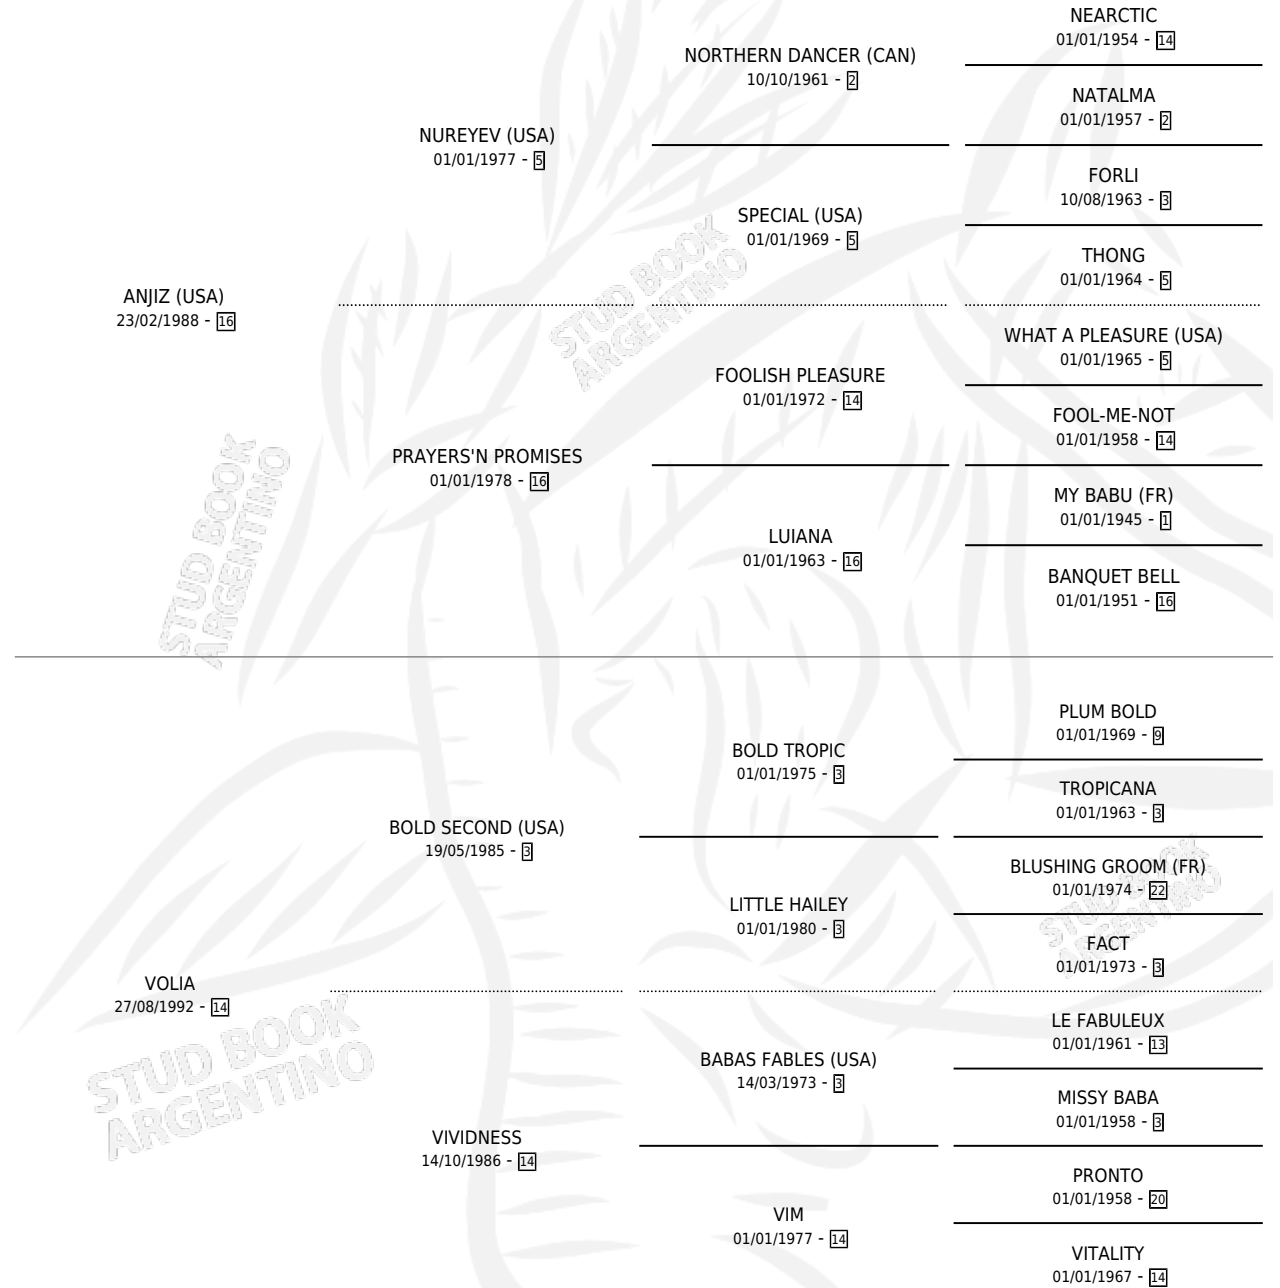 NEARCTIC
01/01/1954 - 14
NORTHERN DANCER (CAN)
10/10/1961 - 2
NATALMA
01/01/1957 - 2
NUREYEV (USA)
01/01/1977 - 5
FORLI
10/08/1963 - 3
SPECIAL (USA)
01/01/1969 - 5
THONG
01/01/1964 - 5
ANJIZ (USA)
23/02/1988 - 16
WHAT A PLEASURE (USA)
01/01/1965 - 5
FOOLISH PLEASURE
01/01/1972 - 14
FOOL-ME-NOT
01/01/1958 - 14
PRAYERS'N PROMISES
01/01/1978 - 16
MY BABU (FR)
01/01/1945 - 1
LUIANA
01/01/1963 - 16
BANQUET BELL
01/01/1951 - 16
PLUM BOLD
01/01/1969 - 9
BOLD TROPIC
01/01/1975 - 3
TROPICANA
01/01/1963 - 3
BOLD SECOND (USA)
19/05/1985 - 3
BLUSHING GROOM (FR)
01/01/1974 - 22
LITTLE HAILEY
01/01/1980 - 3
FACT
01/01/1973 - 3
VOLIA
27/08/1992 - 14
LE FABULEUX
01/01/1961 - 13
BABAS FABLES (USA)
14/03/1973 - 3
MISSY BABA
01/01/1958 - 3
VIVIDNESS
14/10/1986 - 14
PRONTO
01/01/1958 - 20
VIM
01/01/1977 - 14
VITALITY
01/01/1967 - 14
STUD BOOK
ARGENTINO
STUD BOOK
ARGENTINO
STUD BOOK
ARGENTINO
STUD BOOK
ARGENTINO